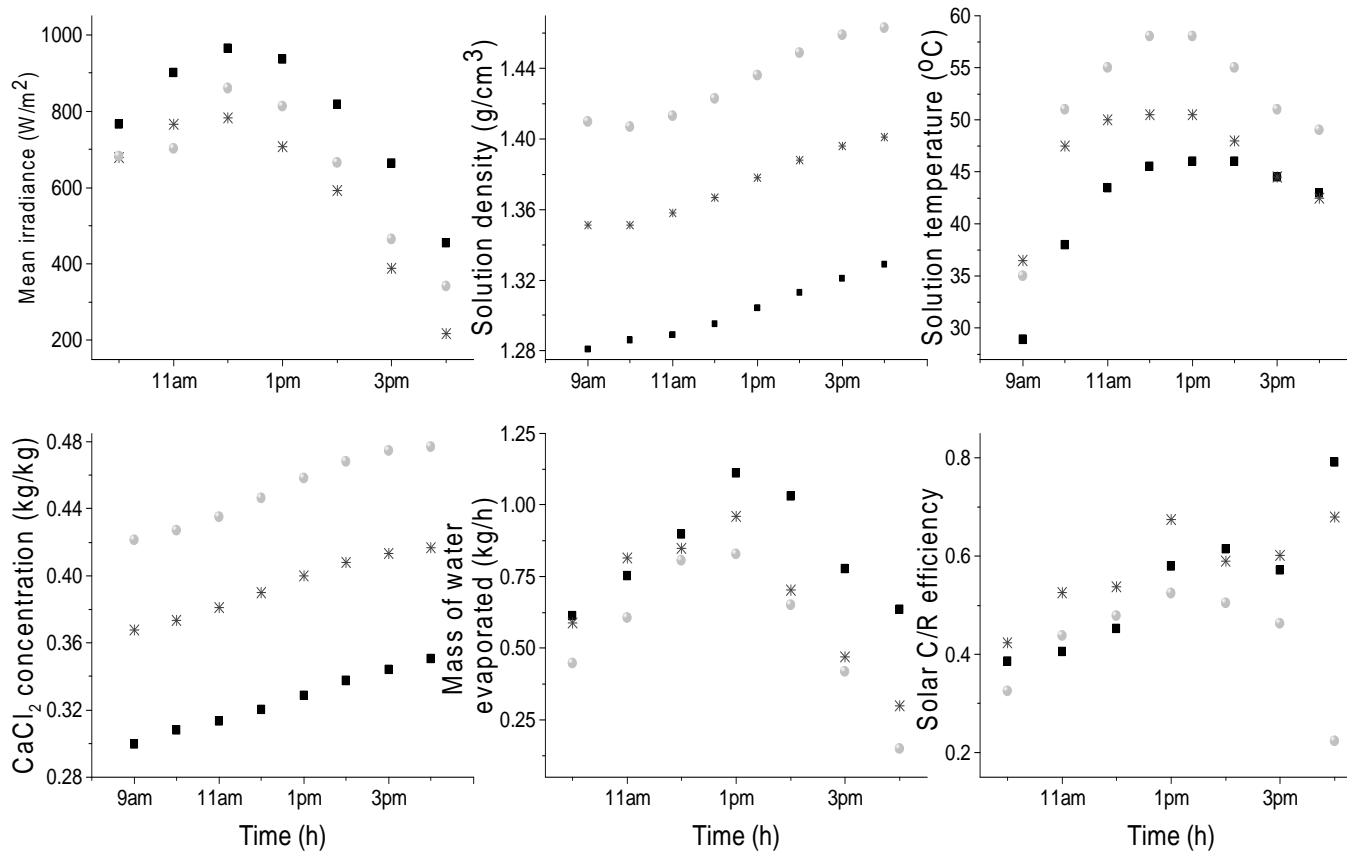 Mean irradiance (W/m²)
1000
800
600
400
200
11am 1pm 3pm
Solution density (g/cm³)
1.44
1.40
1.36
1.32
1.28
9am 11am 1pm 3pm
Solution temperature (⁰C)
60
55
50
45
40
35
30
9am 11am 1pm 3pm
CaCl₂ concentration (kg/kg)
0.48
0.44
0.40
0.36
0.32
0.28
9am 11am 1pm 3pm
Time (h)
Mass of water
evaporated (kg/h)
1.25
1.00
0.75
0.50
0.25
11am 1pm 3pm
Time (h)
Solar C/R efficiency
0.8
0.6
0.4
0.2
11am 1pm 3pm
Time (h)